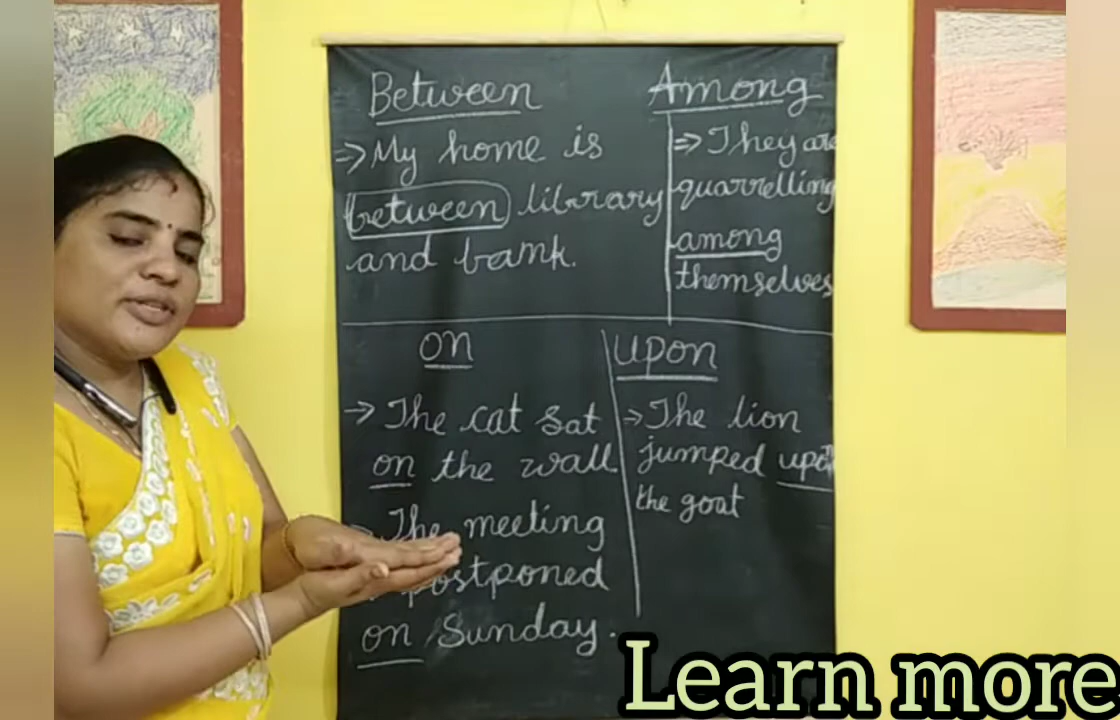 Between
⇒ My home is
between library
and bank.
Among
⇒ They are
quarrelling
among
themselves
on
→ The cat sat
on the wall
The meeting
postponed
on Sunday.
upon
→ The lion
jumped upon
the goat
Learn more